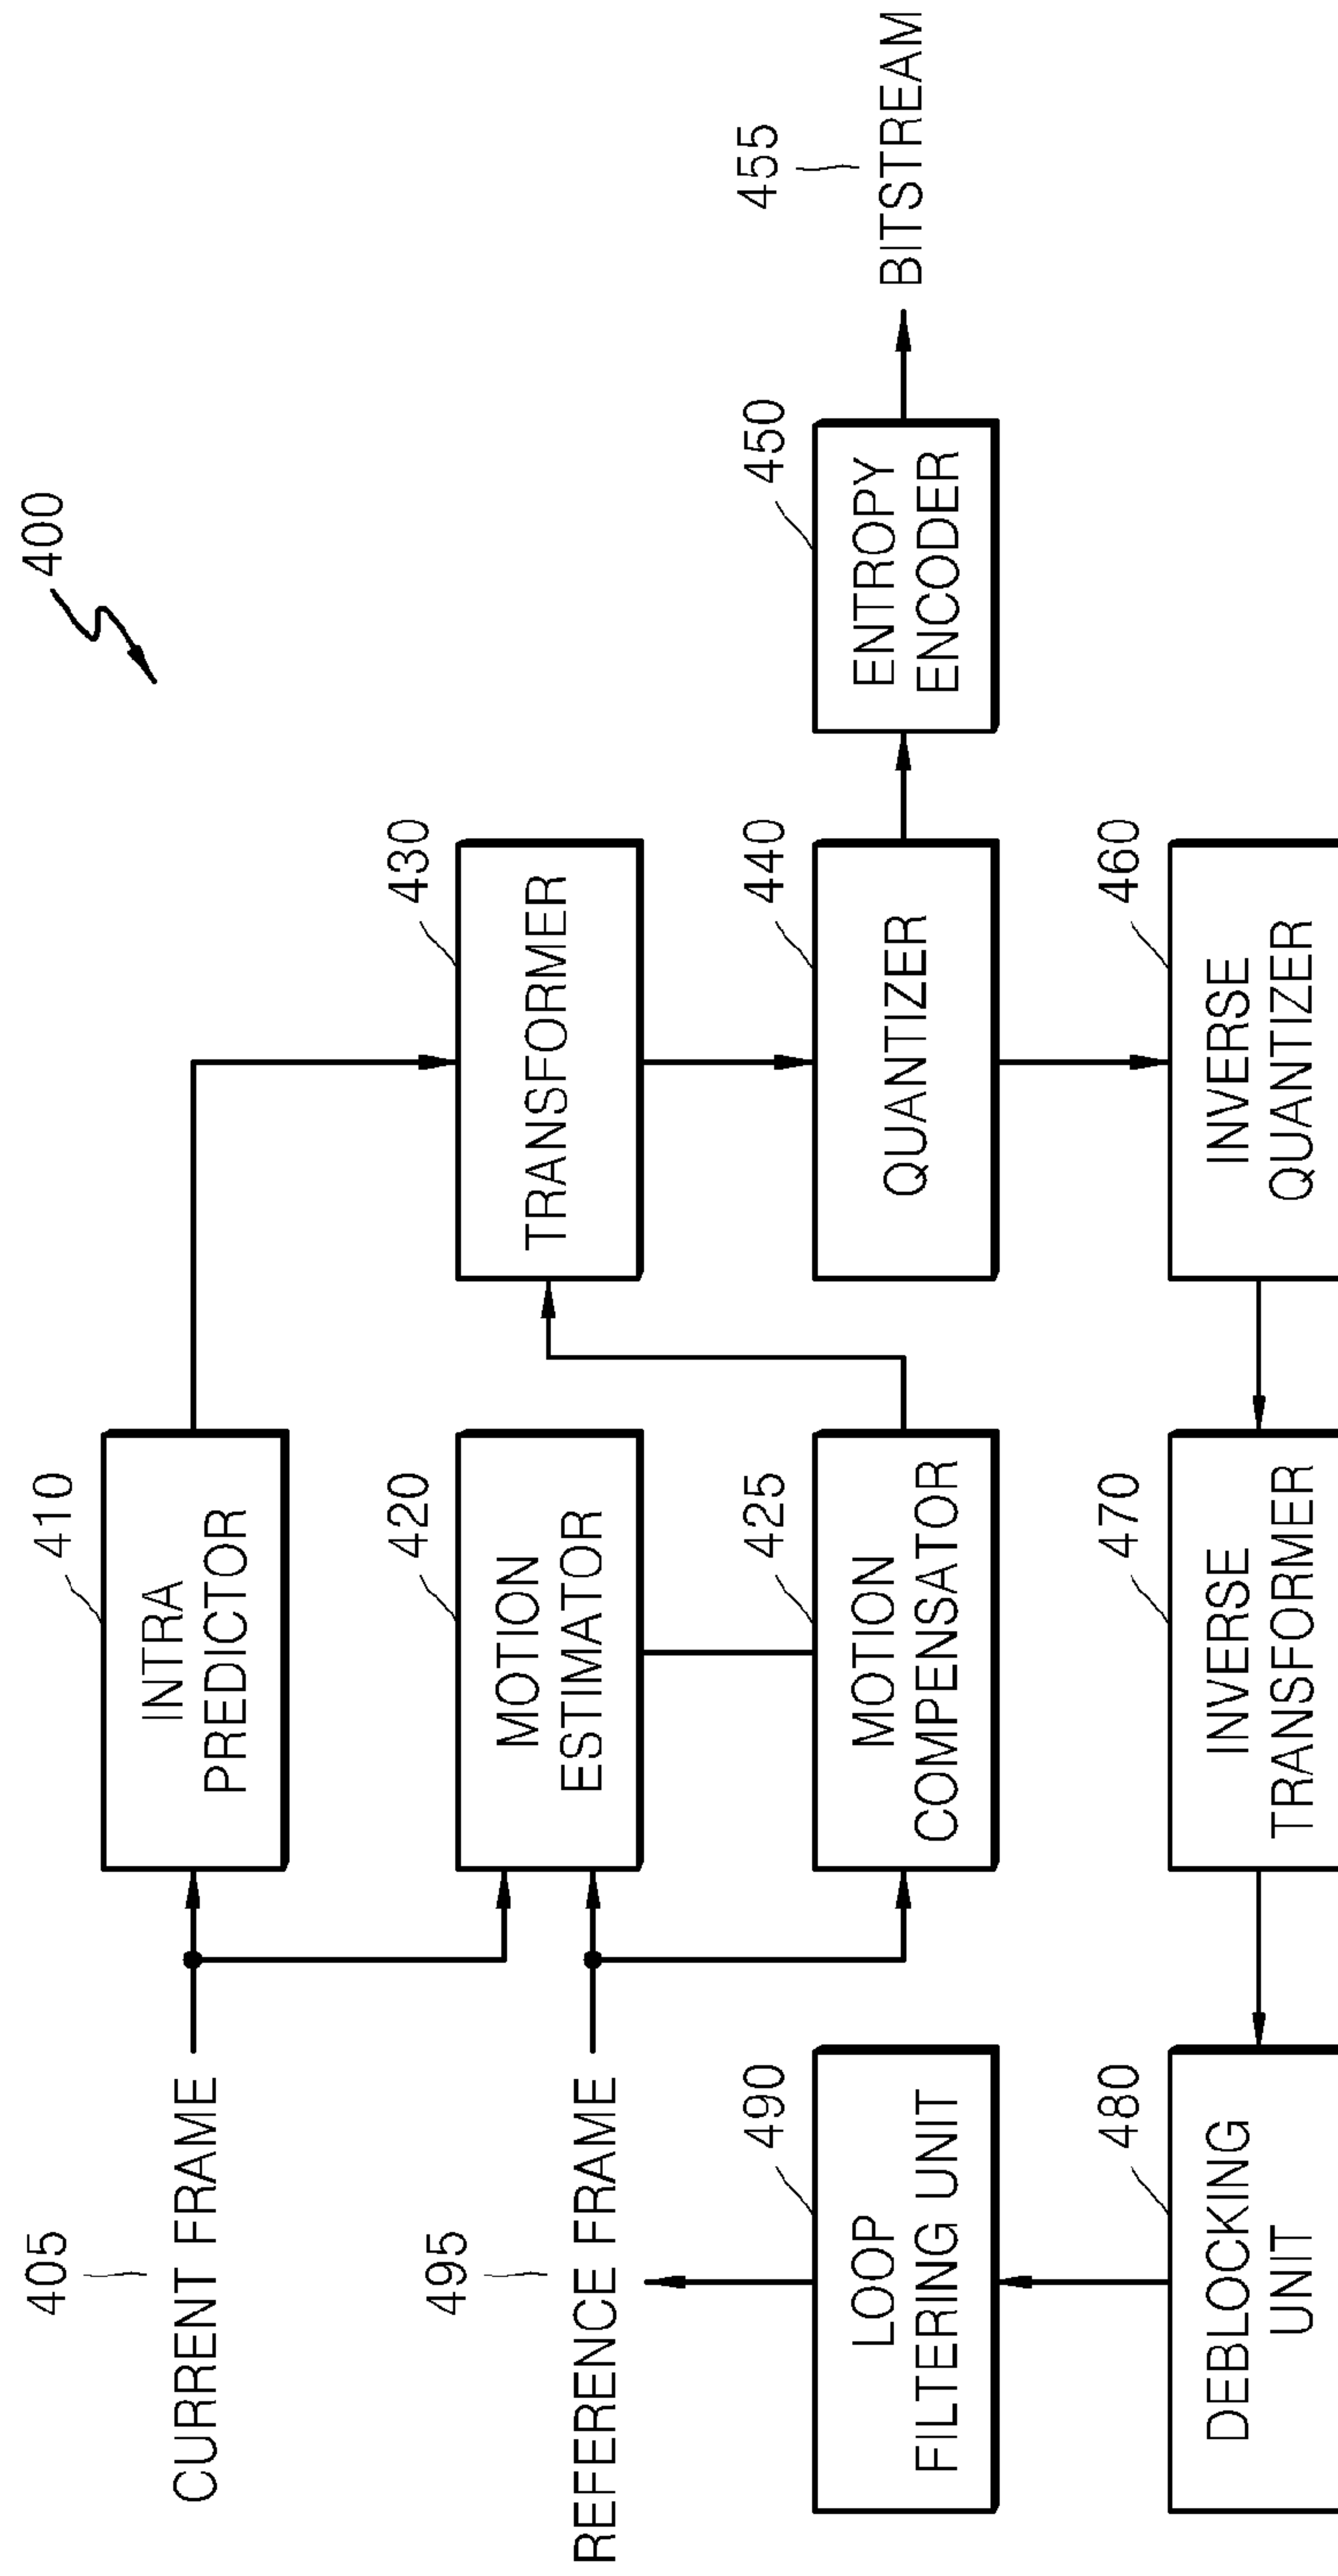 400
405
CURRENT FRAME
410
INTRA
PREDICTOR
495
REFERENCE FRAME
420
MOTION
ESTIMATOR
430
TRANSFORMER
490
LOOP
FILTERING UNIT
425
MOTION
COMPENSATOR
440
QUANTIZER
450
ENTROPY
ENCODER
455
BITSTREAM
480
DEBLOCKING
UNIT
470
INVERSE
TRANSFORMER
460
INVERSE
QUANTIZER